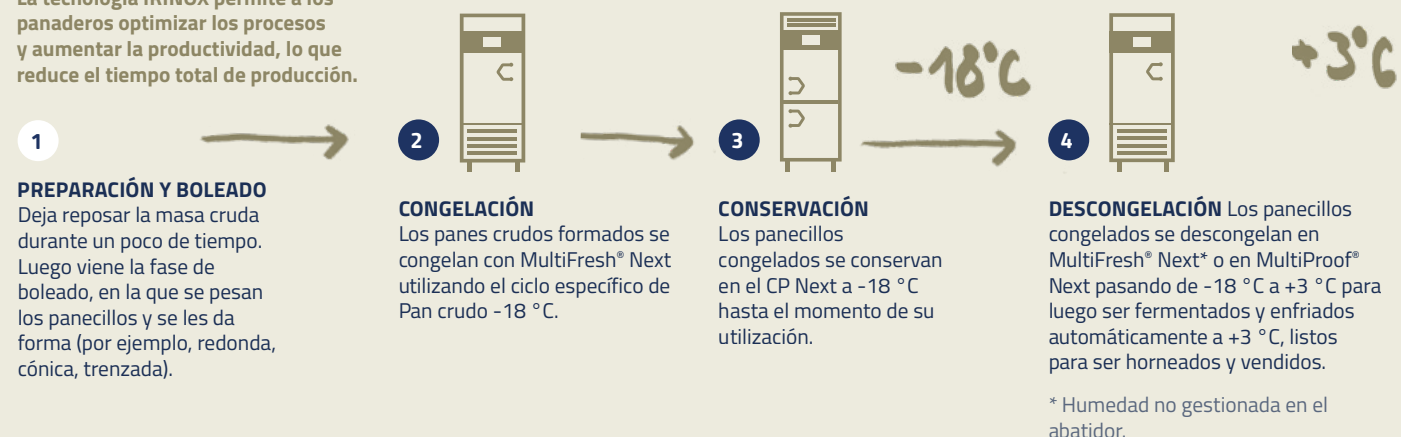 La tecnología IRINOX permite a los
panaderos optimizar los procesos
y aumentar la productividad, lo que
reduce el tiempo total de producción.
-18°C
+3°C
1
PREPARACIÓN Y BOLEADO
Deja reposar la masa cruda
durante un poco de tiempo.
Luego viene la fase de
boleado, en la que se pesan
los panecillos y se les da
forma (por ejemplo, redonda,
cónica, trenzada).
2
CONGELACIÓN
Los panes crudos formados se
congelan con MultiFresh® Next
utilizando el ciclo específico de
Pan crudo -18 °C.
3
CONSERVACIÓN
Los panecillos
congelados se conservan
en el CP Next a -18 °C
hasta el momento de su
utilización.
4
DESCONGELACIÓN Los panecillos
congelados se descongelan en
MultiFresh® Next* o en MultiProof®
Next pasando de -18 °C a +3 °C para
luego ser fermentados y enfriados
automáticamente a +3 °C, listos
para ser horneados y vendidos.
* Humedad no gestionada en el
abatidor.